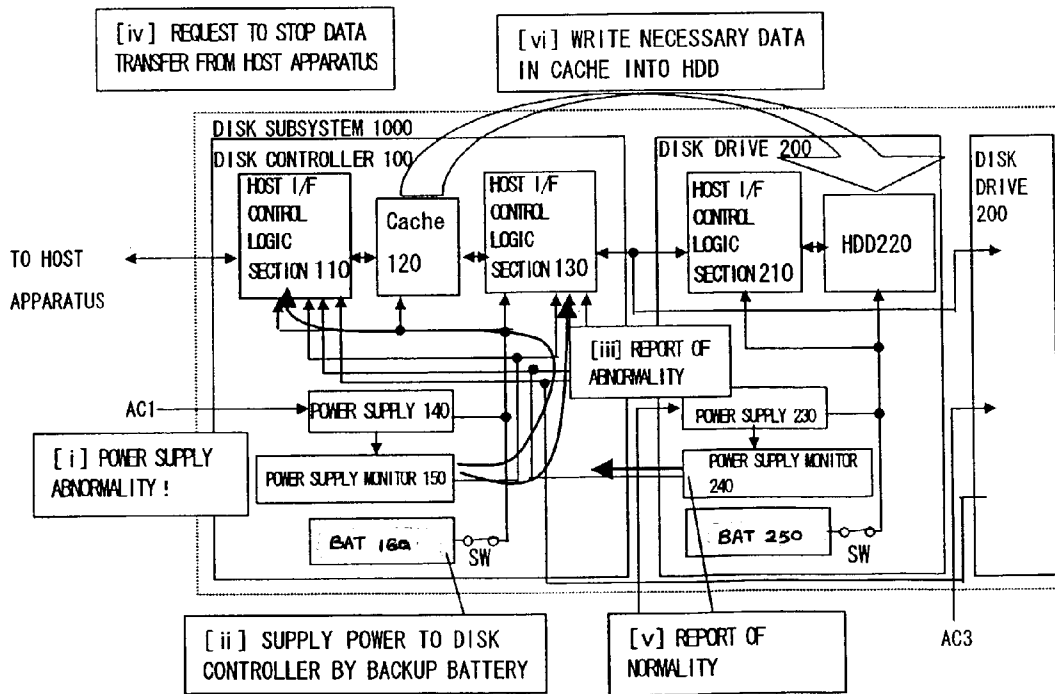 [iv] REQUEST TO STOP DATA
TRANSFER FROM HOST APPARATUS
[vi] WRITE NECESSARY DATA
IN CACHE INTO HDD
DISK SUBSYSTEM 1000
DISK CONTROLLER 100
HOST I/F
CONTROL
LOGIC
SECTION 110
Cache
120
HOST I/F
CONTROL
LOGIC
SECTION 130
DISK DRIVE 200
HOST I/F
CONTROL
LOGIC
SECTION 210
HDD220
DISK
DRIVE
200
TO HOST
APPARATUS
[iii] REPORT OF
ABNORMALITY
AC1
POWER SUPPLY 140
POWER SUPPLY 230
[i] POWER SUPPLY
ABNORMALITY!
POWER SUPPLY MONITOR 150
POWER SUPPLY MONITOR
240
BAT 160
SW
BAT 250
SW
[ii] SUPPLY POWER TO DISK
CONTROLLER BY BACKUP BATTERY
[v] REPORT OF
NORMALITY
AC3